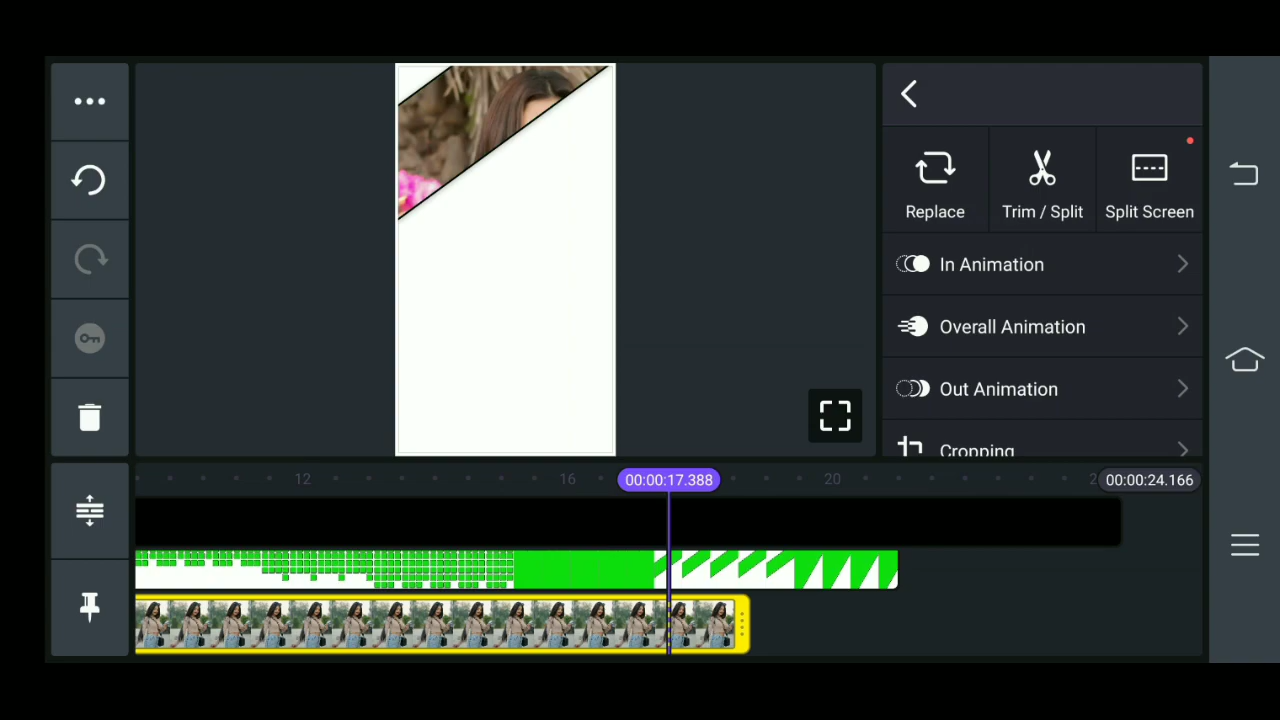 Replace
Trim / Split
Split Screen
In Animation
Overall Animation
Out Animation
Cropping
12
16
00:00:17.388
20
2
00:00:24.166